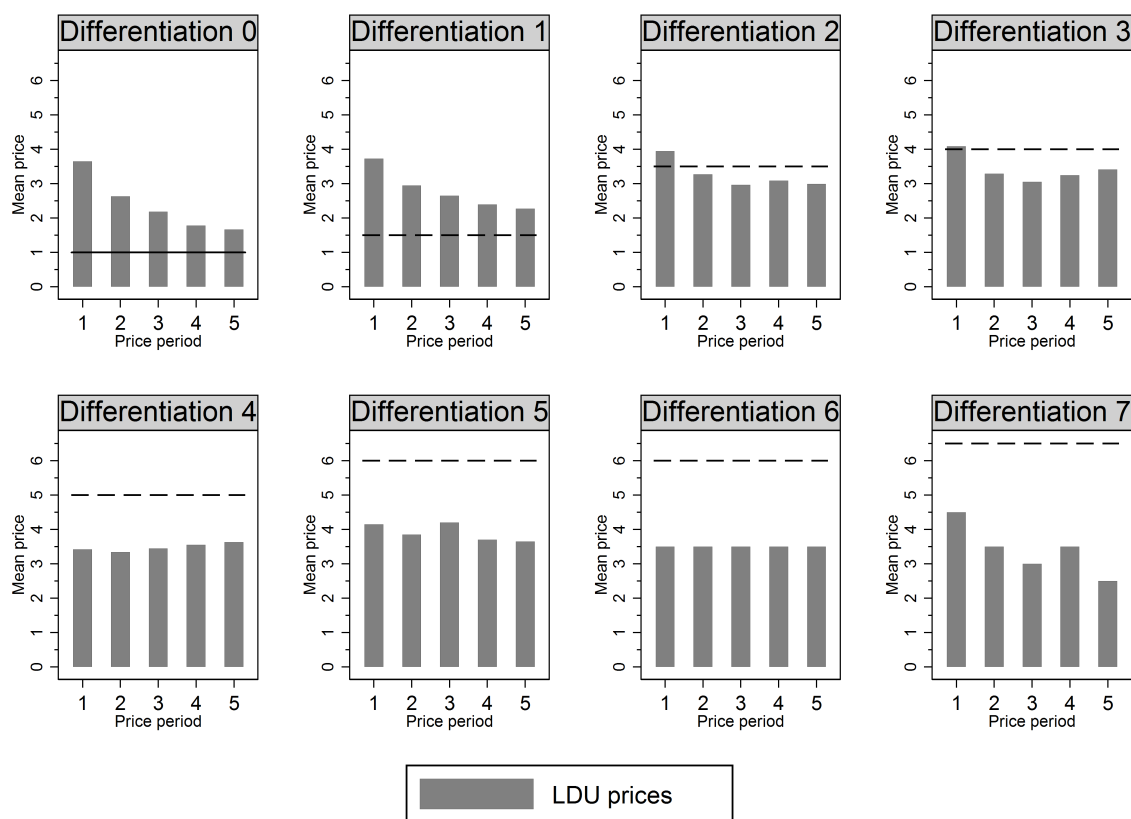 Differentiation 0
Mean price
0 1 2 3 4 5 6
1 2 3 4 5
Price period
Differentiation 1
Mean price
0 1 2 3 4 5 6
1 2 3 4 5
Price period
Differentiation 2
Mean price
0 1 2 3 4 5 6
1 2 3 4 5
Price period
Differentiation 3
Mean price
0 1 2 3 4 5 6
1 2 3 4 5
Price period
Differentiation 4
Mean price
0 1 2 3 4 5 6
1 2 3 4 5
Price period
Differentiation 5
Mean price
0 1 2 3 4 5 6
1 2 3 4 5
Price period
Differentiation 6
Mean price
0 1 2 3 4 5 6
1 2 3 4 5
Price period
Differentiation 7
Mean price
0 1 2 3 4 5 6
1 2 3 4 5
Price period
LDU prices